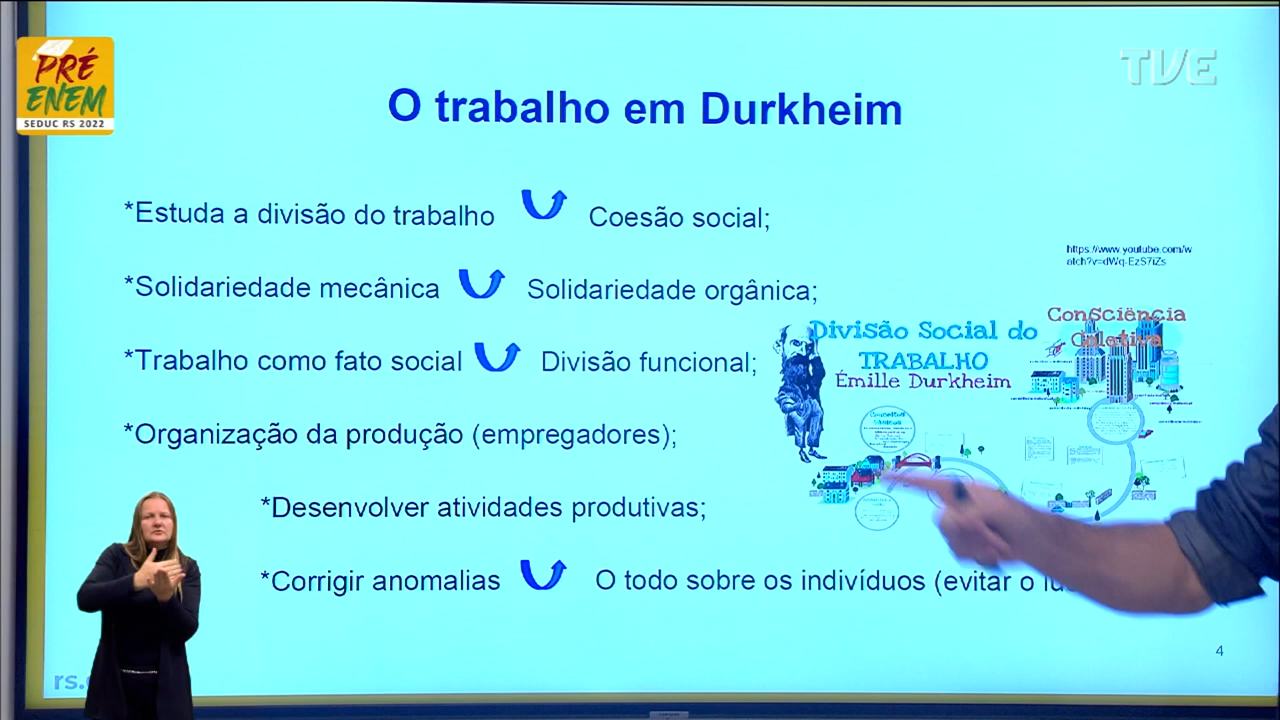 PRÉ
ENEM
SEDUC RS 2022
TVE
O trabalho em Durkheim
*Estuda a divisão do trabalho Coesão social;
https://www.youtube.com/w
atch?v=dWq-EzS7iZs
*Solidariedade mecânica Solidariedade orgânica;
Consciência
Coletiva
Divisão Social do
TRABALHO
Émille Durkheim
*Trabalho como fato social Divisão funcional;
*Organização da produção (empregadores);
*Desenvolver atividades produtivas;
*Corrigir anomalias O todo sobre os indivíduos (evitar o
4
rs.